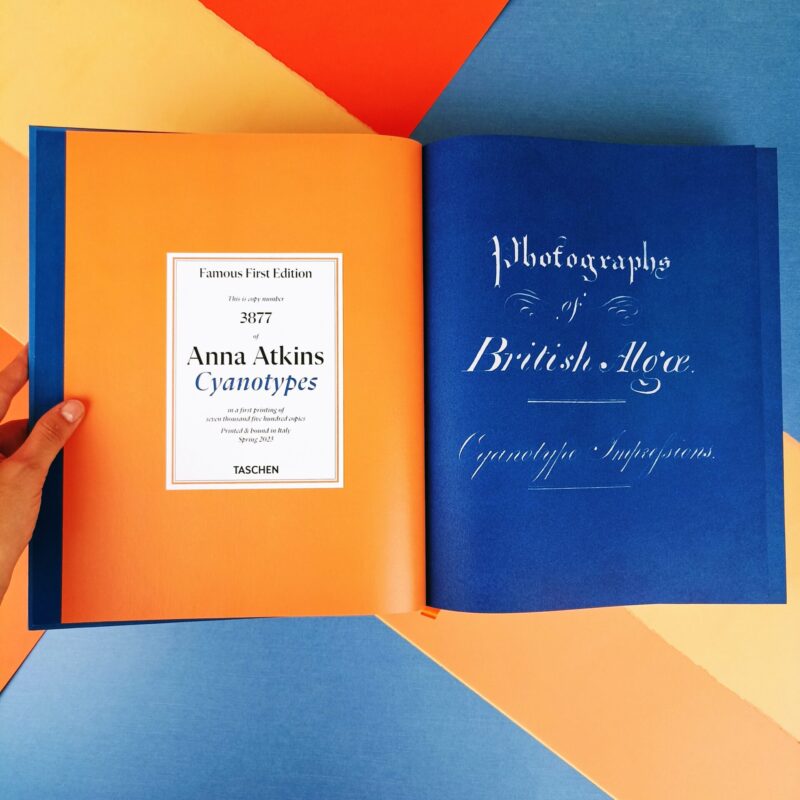 Famous First Edition
This is copy number
3877
of
Anna Atkins
Cyanotypes
in a first printing of
seven thousand five hundred copies
Printed & bound in Italy
Spring 2023
TASCHEN
Photographs
of
British Algæ.
Cyanotype Impreſsions.